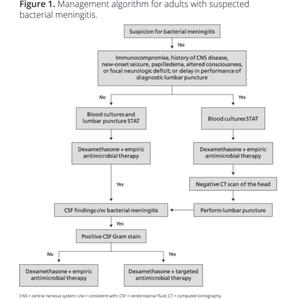 Figure 1. Management algorithm for adults with suspected
bacterial meningitis.
Suspicion for bacterial meningitis
Yes
Immunocompromise, history of CNS disease,
new-onset seizure, papilledema, altered consciousness,
or focal neurologic deficit; or delay in performance of
diagnostic lumbar puncture
No
Yes
Blood cultures and
lumbar puncture STAT
Blood cultures
STAT
Dexamethasone + empiric
antimicrobial therapy
Dexamethasone + empiric
antimicrobial therapy
Yes
Negative CT scan of the head
CSF findings c/w bacterial meningitis
Perform lumbar puncture
Yes
Positive CSF Gram stain
No
Yes
Dexamethasone + empiric
antimicrobial therapy
Dexamethasone + targeted
antimicrobial therapy
CNS = central nervous system; c/w = consistent with; CSF = cerebrospinal fluid; CT = computed tomography.